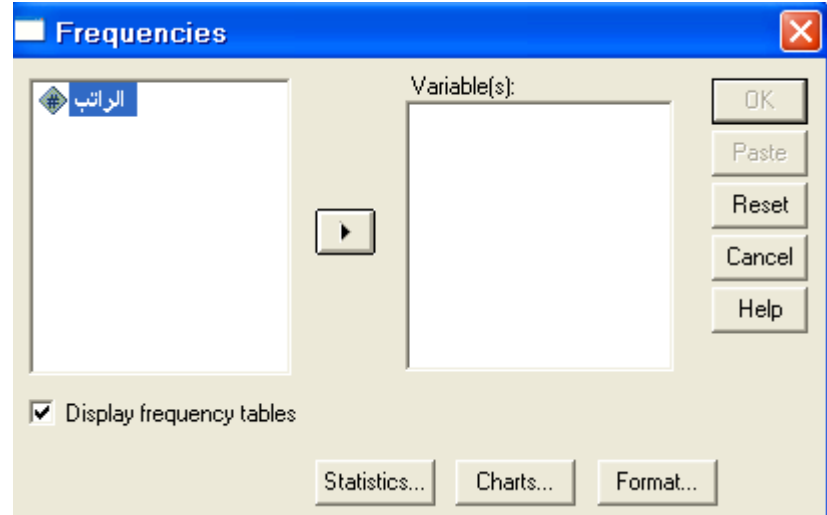 Frequencies
الراتب
Variable(s):
OK
Paste
Reset
Cancel
Help
Display frequency tables
Statistics...
Charts...
Format...